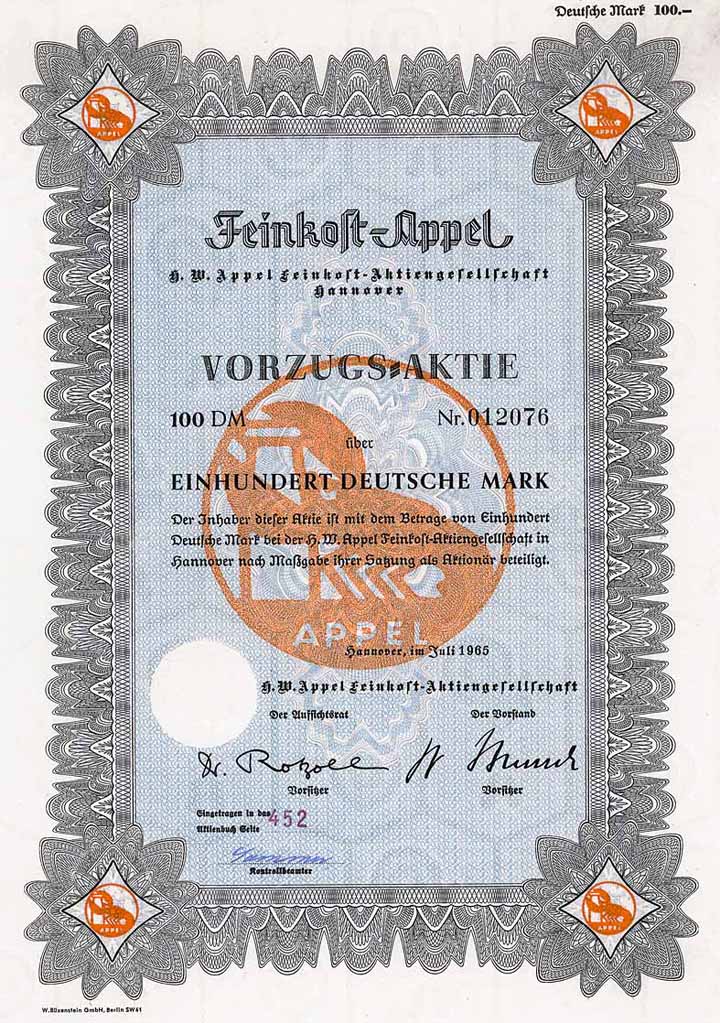 Deutsche Mark 100.–
APPEL
APPEL
Feinkost-Appel
H. W. Appel Feinkost-Aktiengesellschaft
Hannover
VORZUGS-AKTIE
100 DM Nr. 012076
über
EINHUNDERT DEUTSCHE MARK
Der Inhaber dieser Aktie ist mit dem Betrage von Einhundert
Deutsche Mark bei der H. W. Appel Feinkost-Aktiengesellschaft in
Hannover nach Maßgabe ihrer Satzung als Aktionär beteiligt.
APPEL
Hannover, im Juli 1965
H. W. Appel Feinkost-Aktiengesellschaft
Der Aufsichtsrat Der Vorstand
Dr.
Vorsitzer Vorsitzer
Eingetragen in das
Aktienbuch Seite 452
Kontrollbeamter
APPEL
APPEL
W. Büxenstein GmbH, Berlin SW61